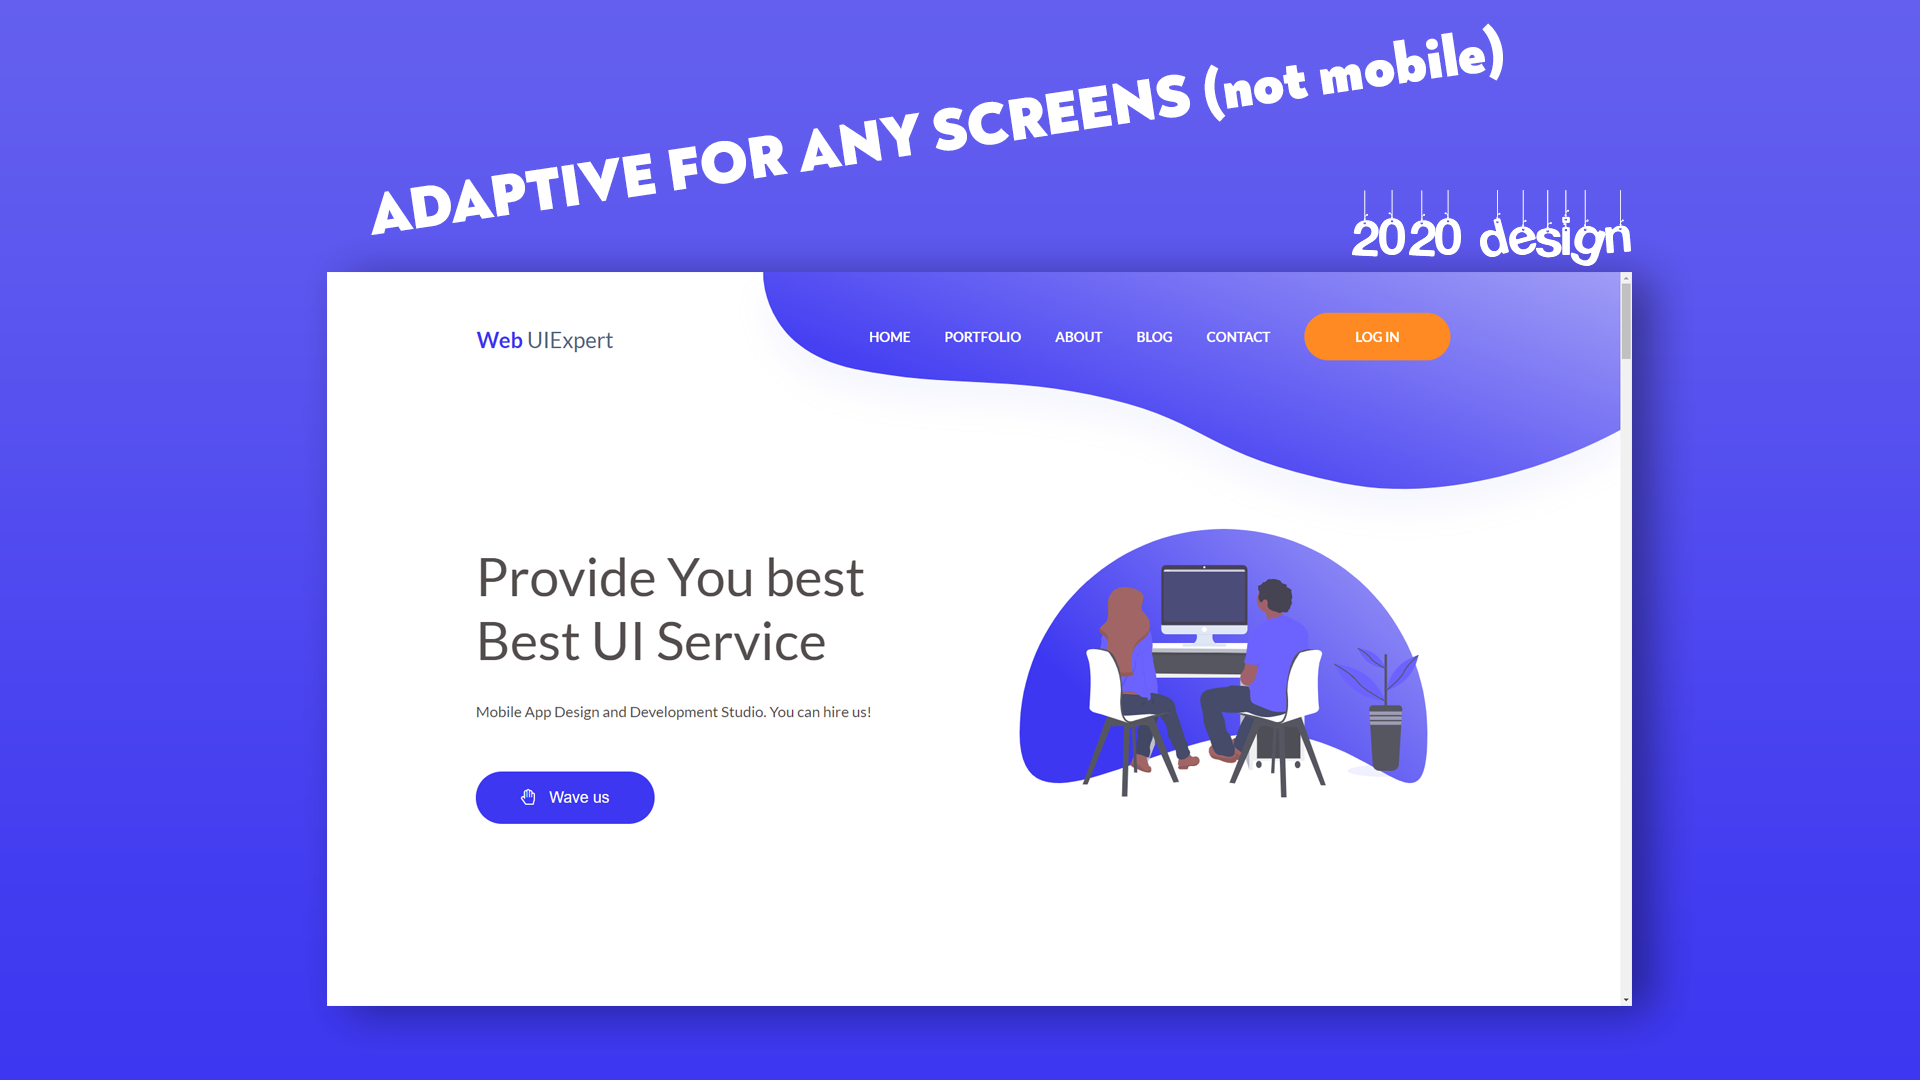 ADAPTIVE FOR ANY SCREENS (not mobile)
2020 design
Web UIExpert
HOME PORTFOLIO ABOUT BLOG CONTACT LOG IN
Provide You best
Best UI Service
Mobile App Design and Development Studio. You can hire us!
Wave us